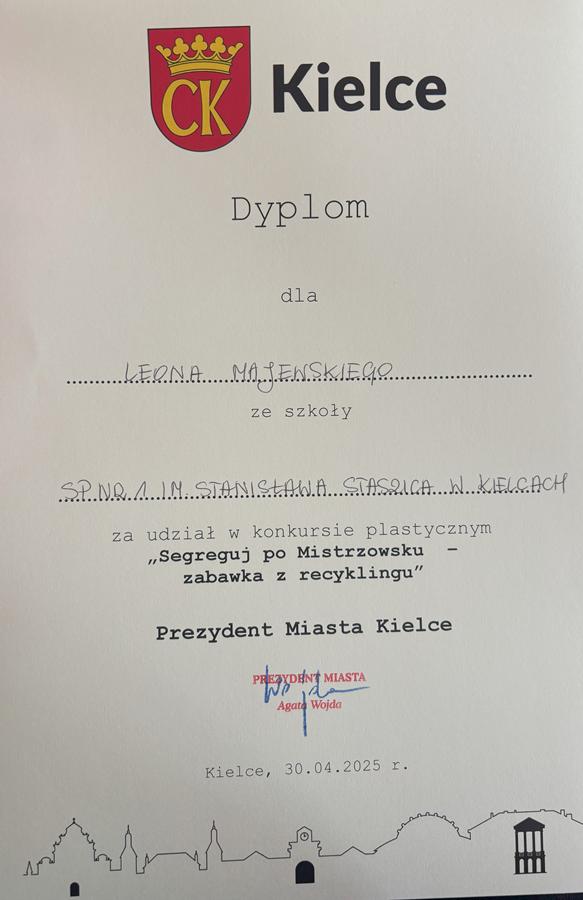 CK Kielce
Dyplom
dla
LEONA MAJEWSKIEGO
ze szkoły
SP. NR 1 IM. STANISŁAWA STASZICA W KIELCACH
za udział w konkursie plastycznym
„Segreguj po Mistrzowsku –
zabawka z recyklingu”
Prezydent Miasta Kielce
PREZYDENT MIASTA
Agata Wojda
Kielce, 30.04.2025 r.